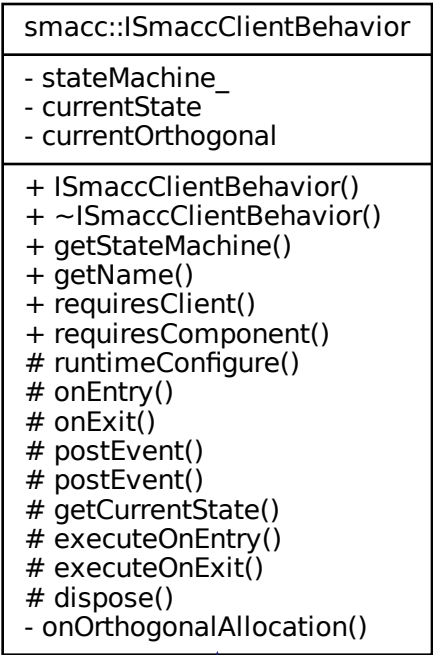 smacc::ISmaccClientBehavior
- stateMachine_
- currentState
- currentOrthogonal
+ ISmaccClientBehavior()
+ ~ISmaccClientBehavior()
+ getStateMachine()
+ getName()
+ requiresClient()
+ requiresComponent()
# runtimeConfigure()
# onEntry()
# onExit()
# postEvent()
# postEvent()
# getCurrentState()
# executeOnEntry()
# executeOnExit()
# dispose()
- onOrthogonalAllocation()